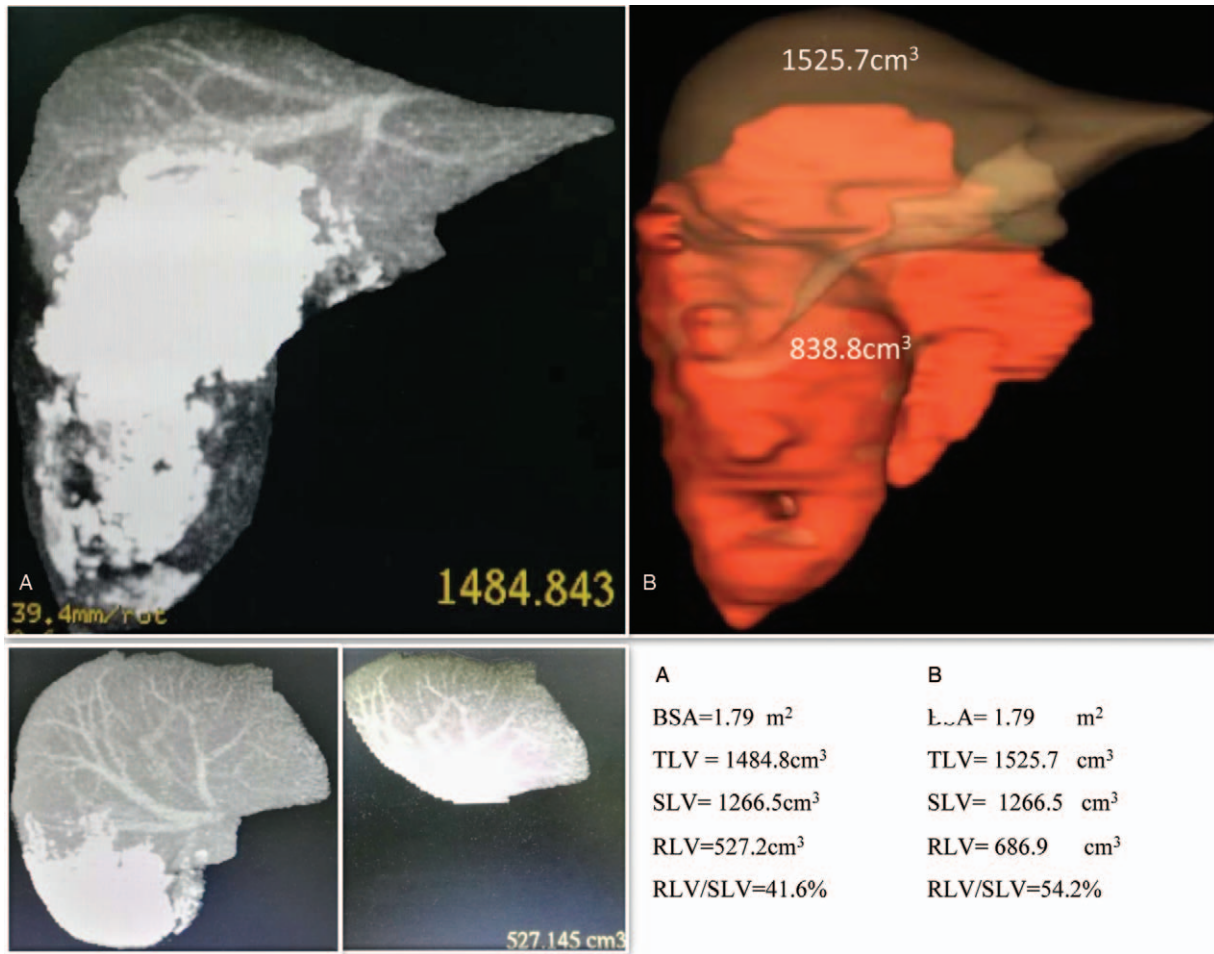 1525.7cm³
838.8cm³
A
39.4mm/rot
1484.843
B
527.145 cm3
A
BSA=1.79 m²
TLV = 1484.8cm³
SLV= 1266.5cm³
RLV=527.2cm³
RLV/SLV=41.6%
B
A= 1.79 m²
TLV= 1525.7 cm³
SLV= 1266.5 cm³
RLV= 686.9 cm³
RLV/SLV=54.2%